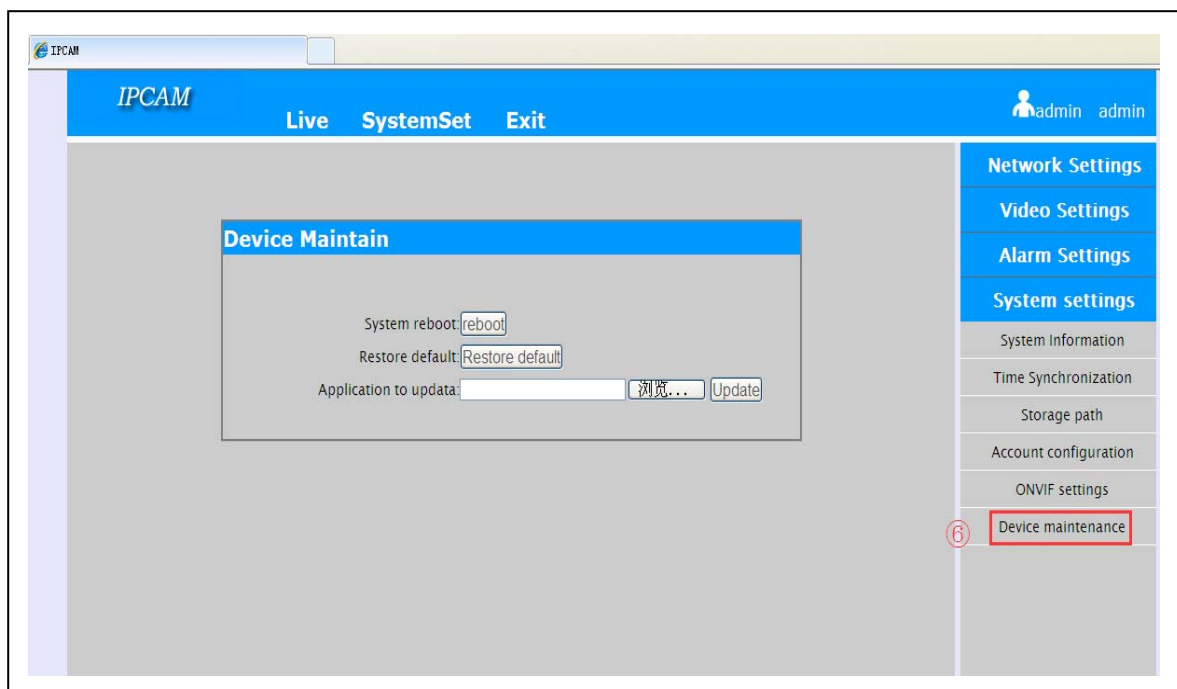 IPCAM
IPCAM
Live SystemSet Exit
admin admin
Network Settings
Video Settings
Alarm Settings
System settings
System Information
Time Synchronization
Storage path
Account configuration
ONVIF settings
⑥ Device maintenance
Device Maintain
System reboot: reboot
Restore default: Restore default
Application to updata: 浏览... Update